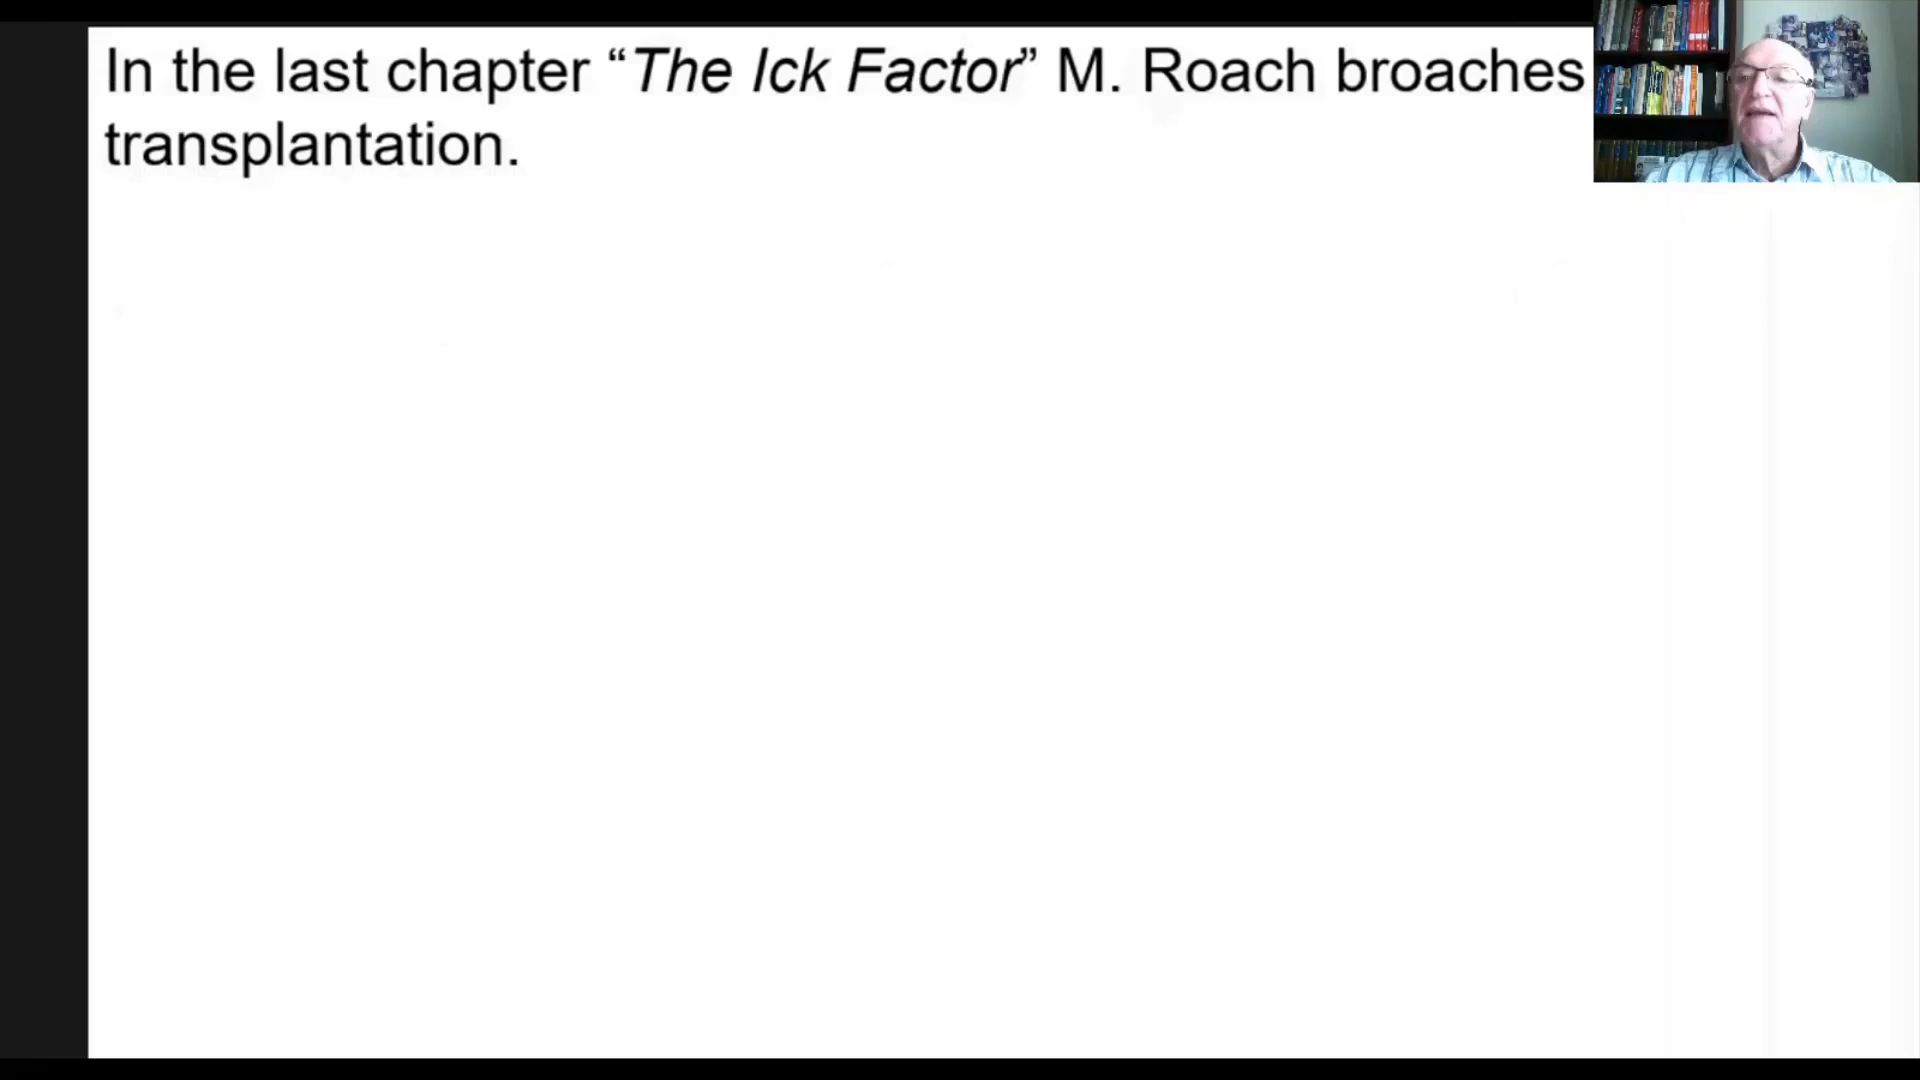 In the last chapter “The Ick Factor” M. Roach broaches
transplantation.